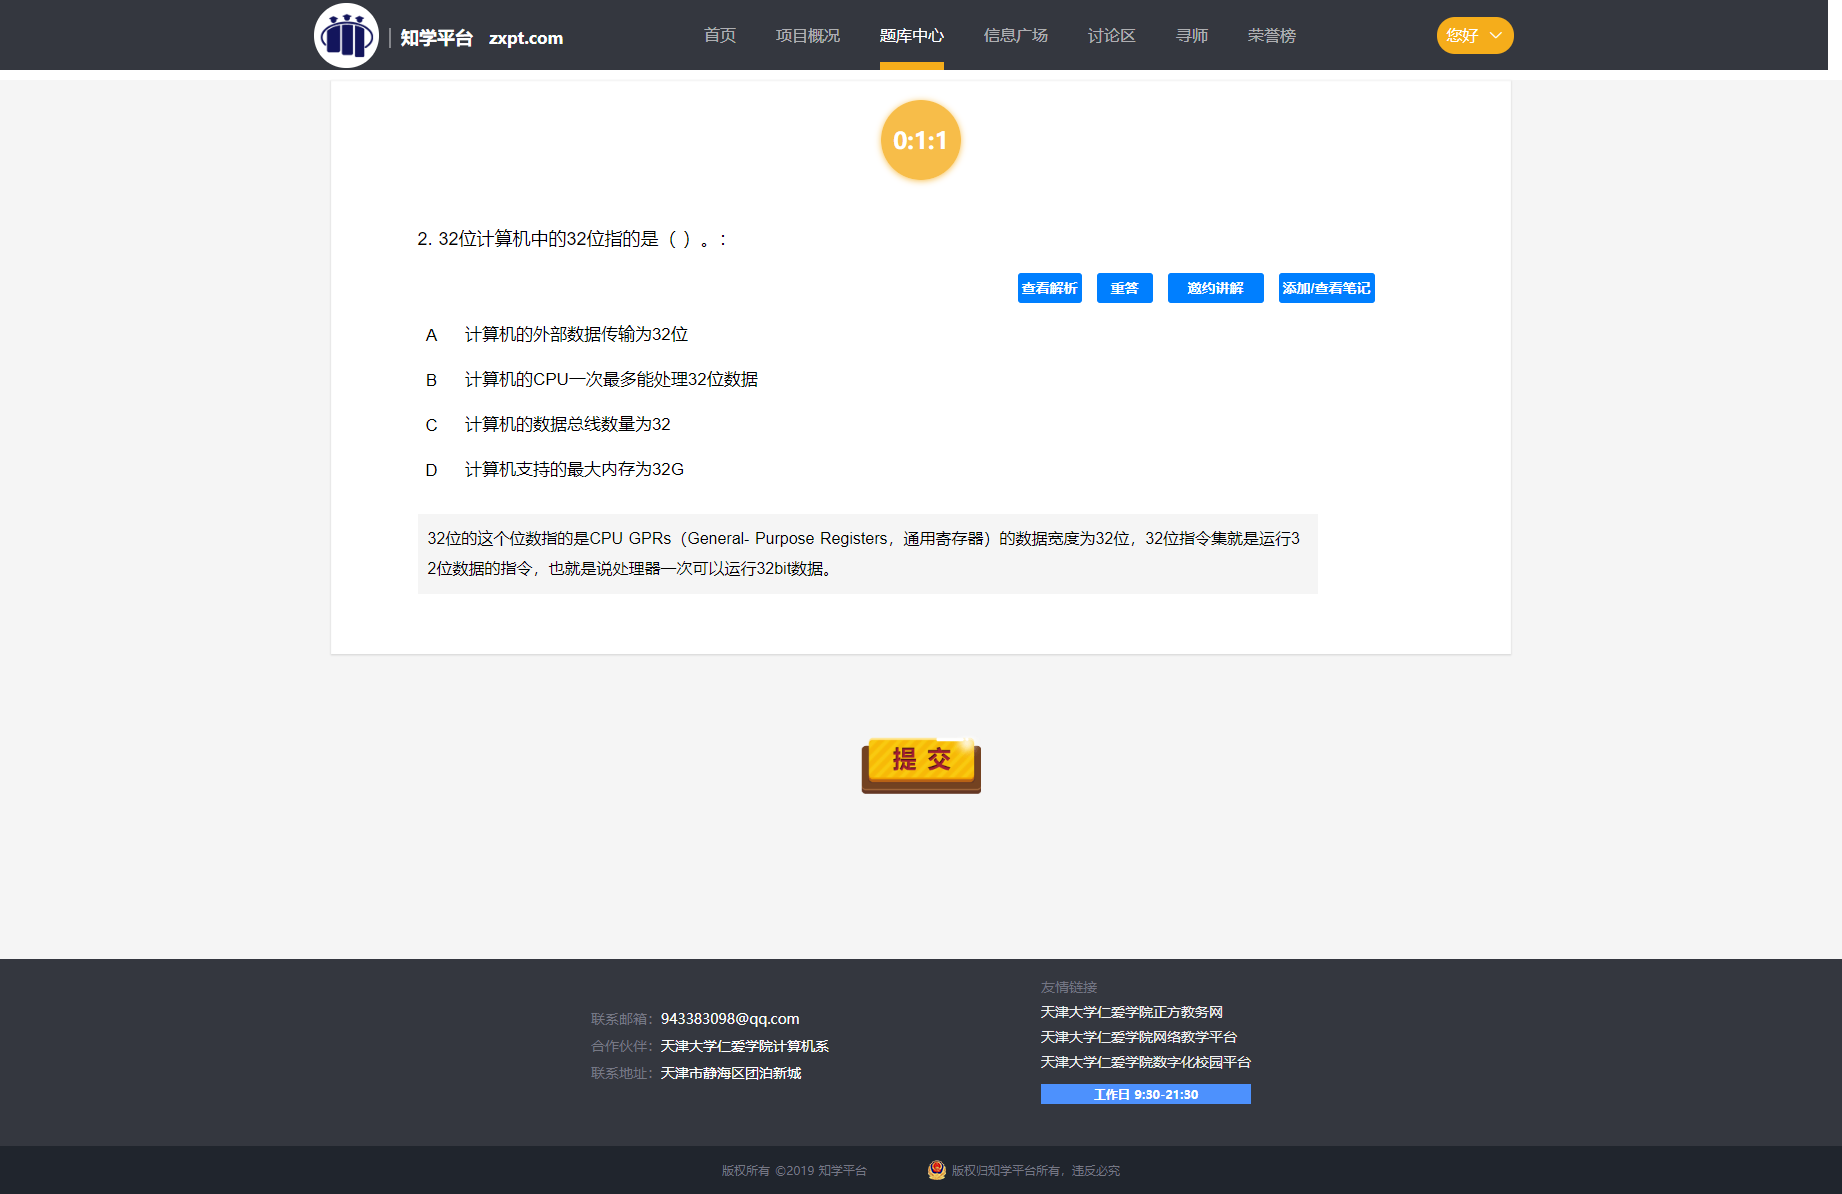 知学平台 zxpt.com
首页 项目概况 题库中心 信息广场 讨论区 寻师 荣誉榜
您好
0:1:1
2. 32位计算机中的32位指的是（ ）。:
查看解析 重答 邀约讲解 添加/查看笔记
A 计算机的外部数据传输为32位
B 计算机的CPU一次最多能处理32位数据
C 计算机的数据总线数量为32
D 计算机支持的最大内存为32G
32位的这个位数指的是CPU GPRs（General- Purpose Registers，通用寄存器）的数据宽度为32位，32位指令集就是运行3
2位数据的指令，也就是说处理器一次可以运行32bit数据。
提 交
联系邮箱：943383098@qq.com
合作伙伴：天津大学仁爱学院计算机系
联系地址：天津市静海区团泊新城
友情链接
天津大学仁爱学院正方教务网
天津大学仁爱学院网络教学平台
天津大学仁爱学院数字化校园平台
工作日 9:30-21:30
版权所有 ©2019 知学平台
版权归知学平台所有，违反必究